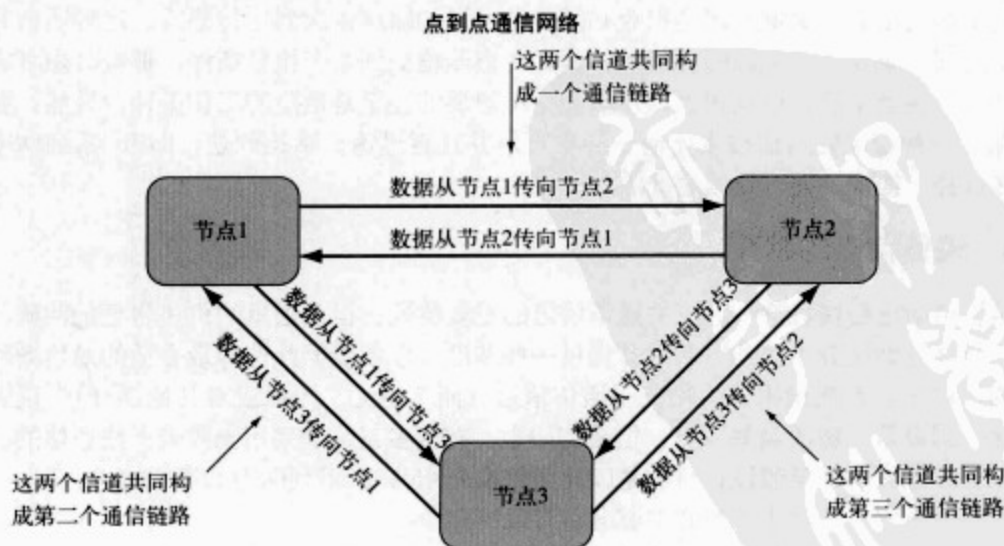 点到点通信网络
这两个信道共同构
成一个通信链路
数据从节点1传向节点2
节点1
节点2
数据从节点2传向节点1
数据从节点1传向节点3
数据从节点3传向节点1
数据从节点2传向节点3
数据从节点3传向节点2
这两个信道共同构
成第二个通信链路
节点3
这两个信道共同构
成第三个通信链路